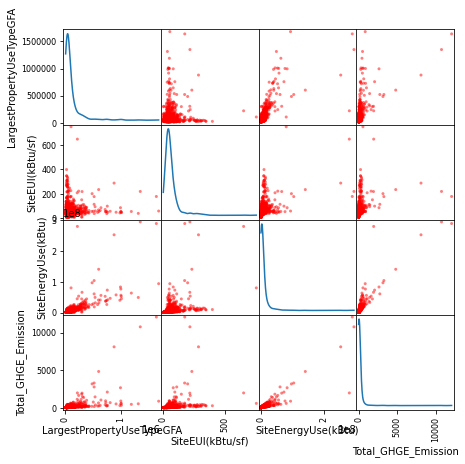 LargestPropertyUseTypeGFA
1500000
1000000
500000
0
SiteEUI(kBtu/sf)
600
400
200
0
1e8
SiteEnergyUse(kBtu)
3
2
1
0
Total_GHGE_Emission
10000
5000
0
0
1
1e6
LargestPropertyUseTypeGFA
0
500
SiteEUI(kBtu/sf)
0
2
1e8
SiteEnergyUse(kBtu)
0
5000
10000
Total_GHGE_Emission